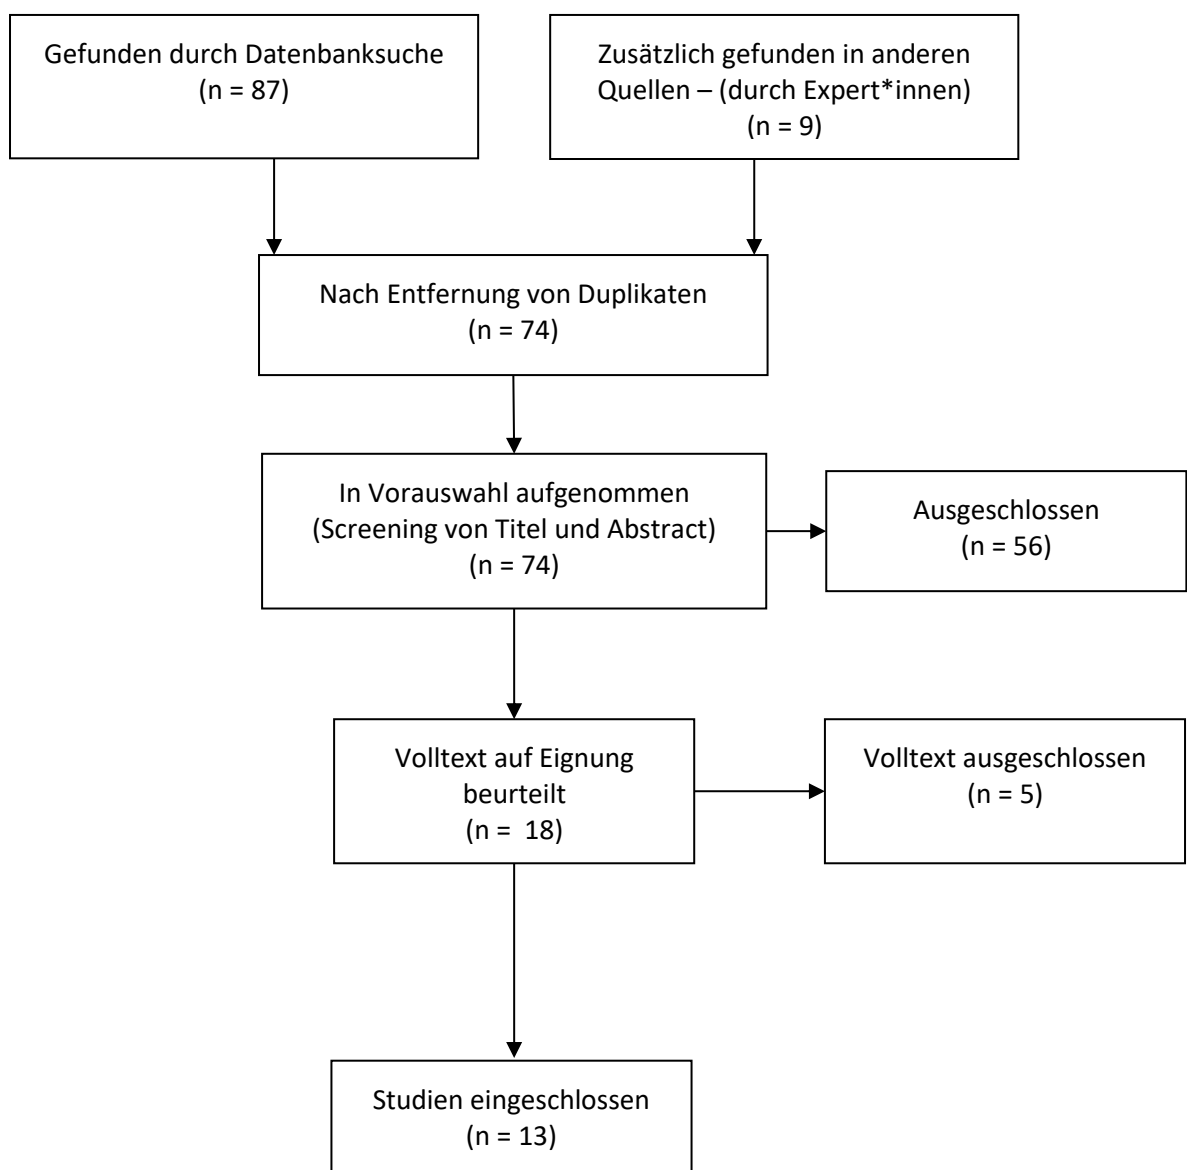 Gefunden durch Datenbanksuche
(n = 87)
Zusätzlich gefunden in anderen
Quellen – (durch Expert*innen)
(n = 9)
Nach Entfernung von Duplikaten
(n = 74)
In Vorauswahl aufgenommen
(Screening von Titel und Abstract)
(n = 74)
Ausgeschlossen
(n = 56)
Volltext auf Eignung
beurteilt
(n =  18)
Volltext ausgeschlossen
(n = 5)
Studien eingeschlossen
(n = 13)